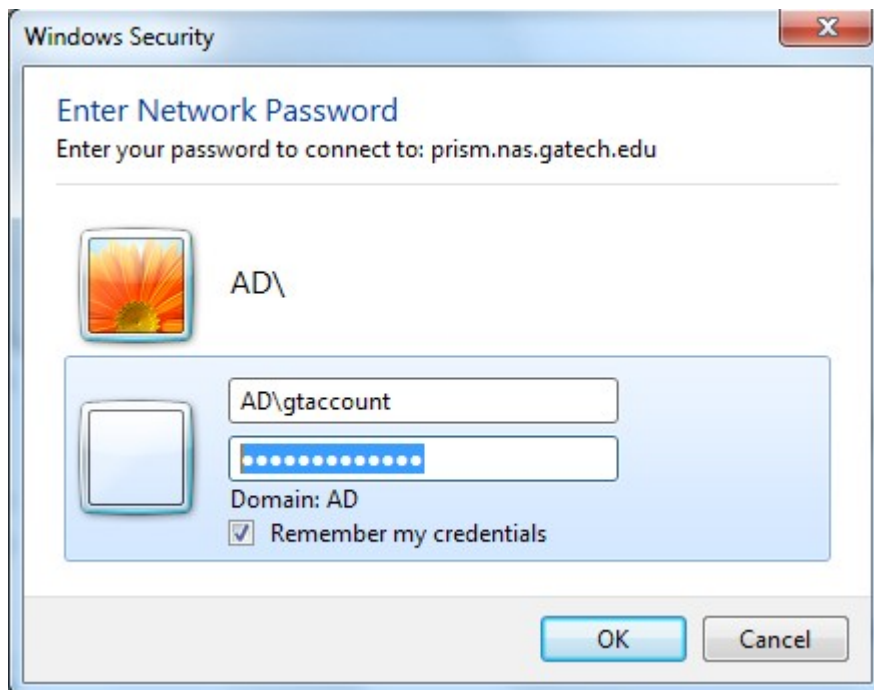 Windows Security
Enter Network Password
Enter your password to connect to: prism.nas.gatech.edu
AD\
AD\gtaccount
•••••••••••••
Domain: AD
Remember my credentials
OK
Cancel